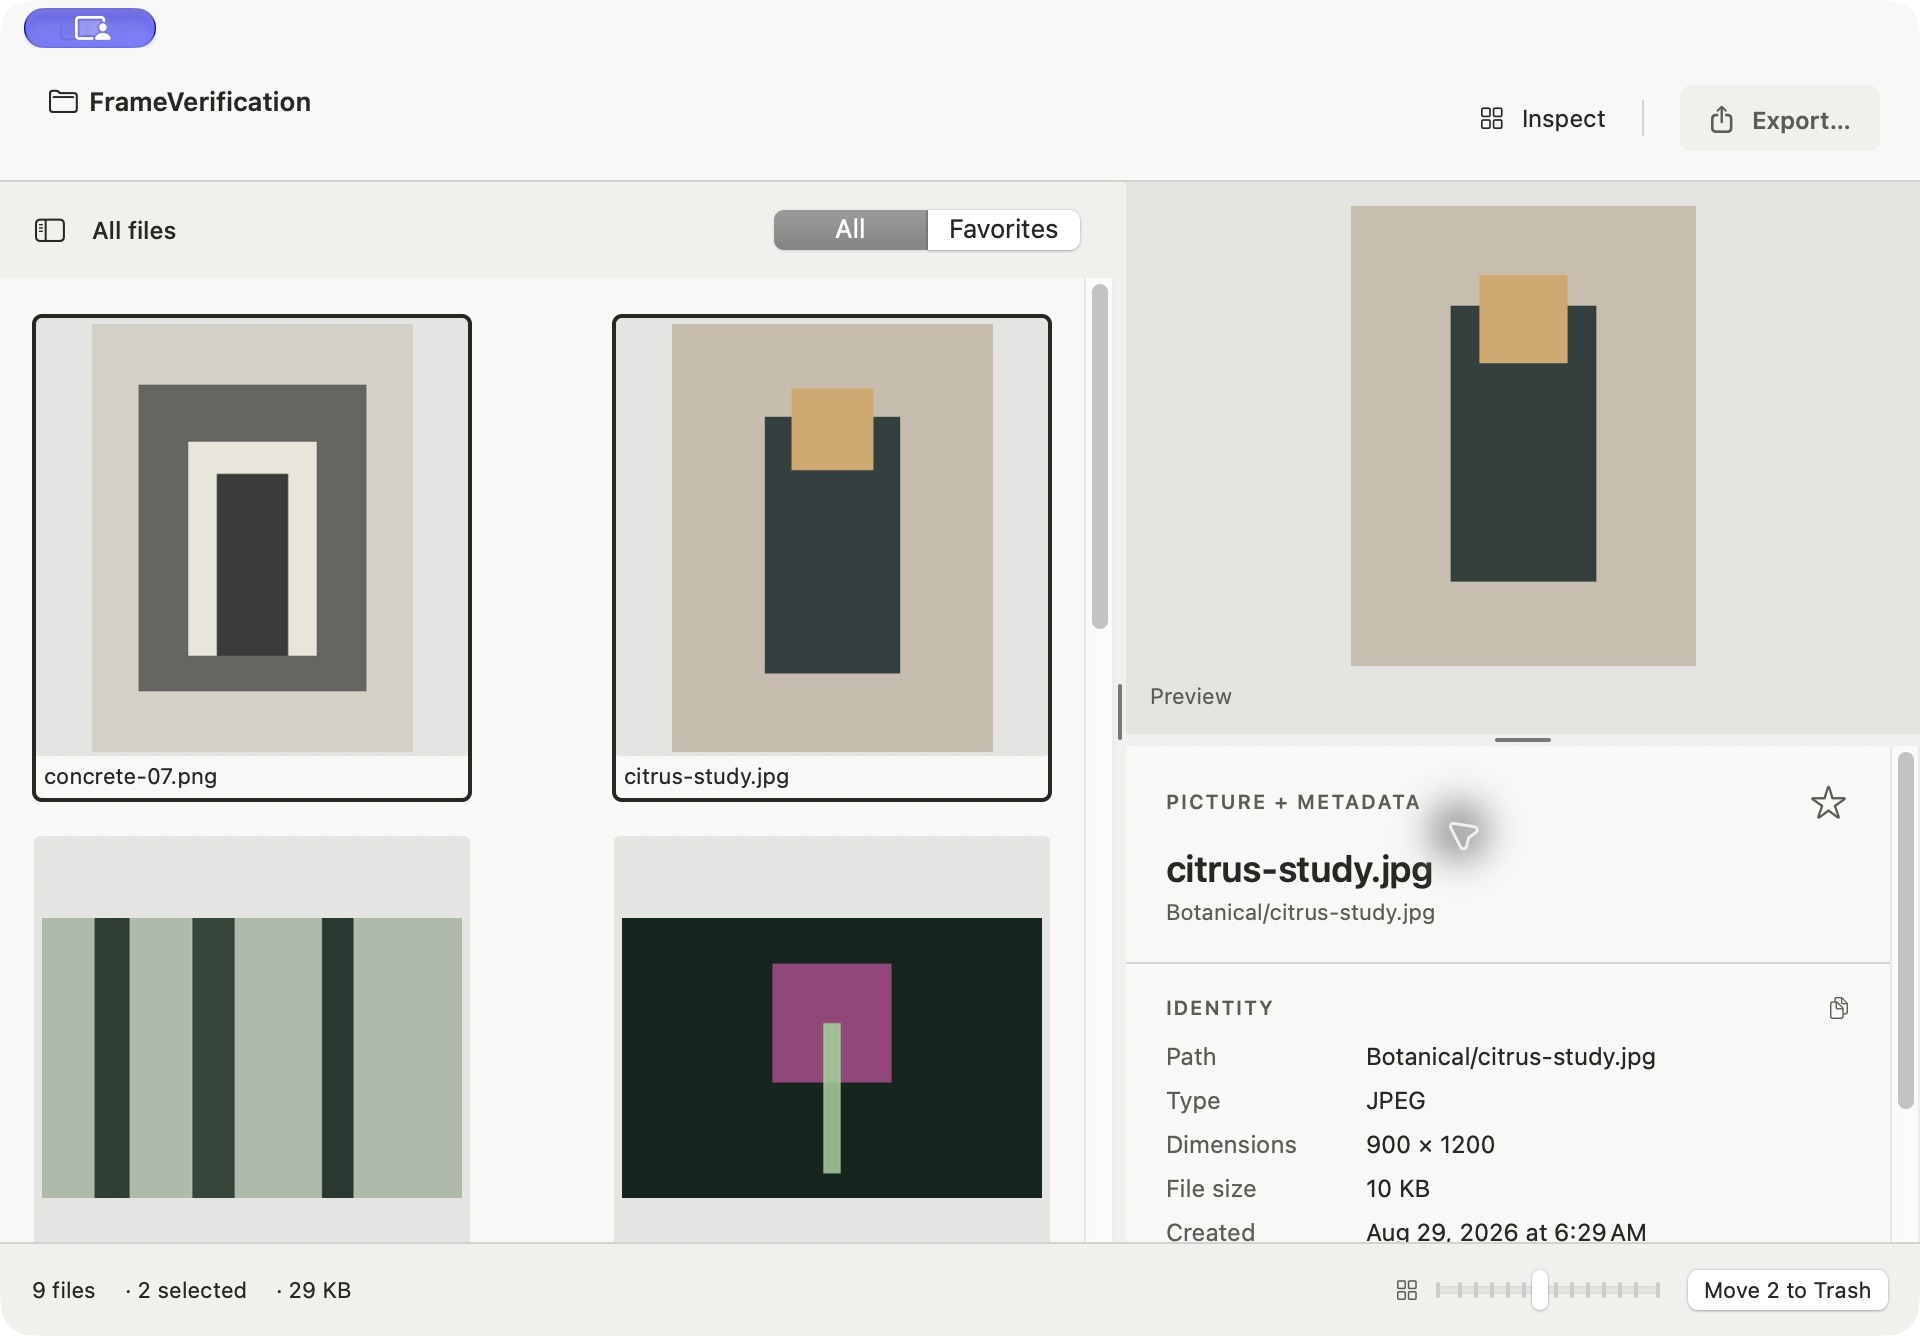 FrameVerification
Inspect
Export...
All files
All
Favorites
concrete-07.png
citrus-study.jpg
Preview
PICTURE + METADATA
citrus-study.jpg
Botanical/citrus-study.jpg
IDENTITY
Path Botanical/citrus-study.jpg
Type JPEG
Dimensions 900 × 1200
File size 10 KB
Created Aug 29, 2026 at 6:29 AM
9 files · 2 selected · 29 KB
Move 2 to Trash